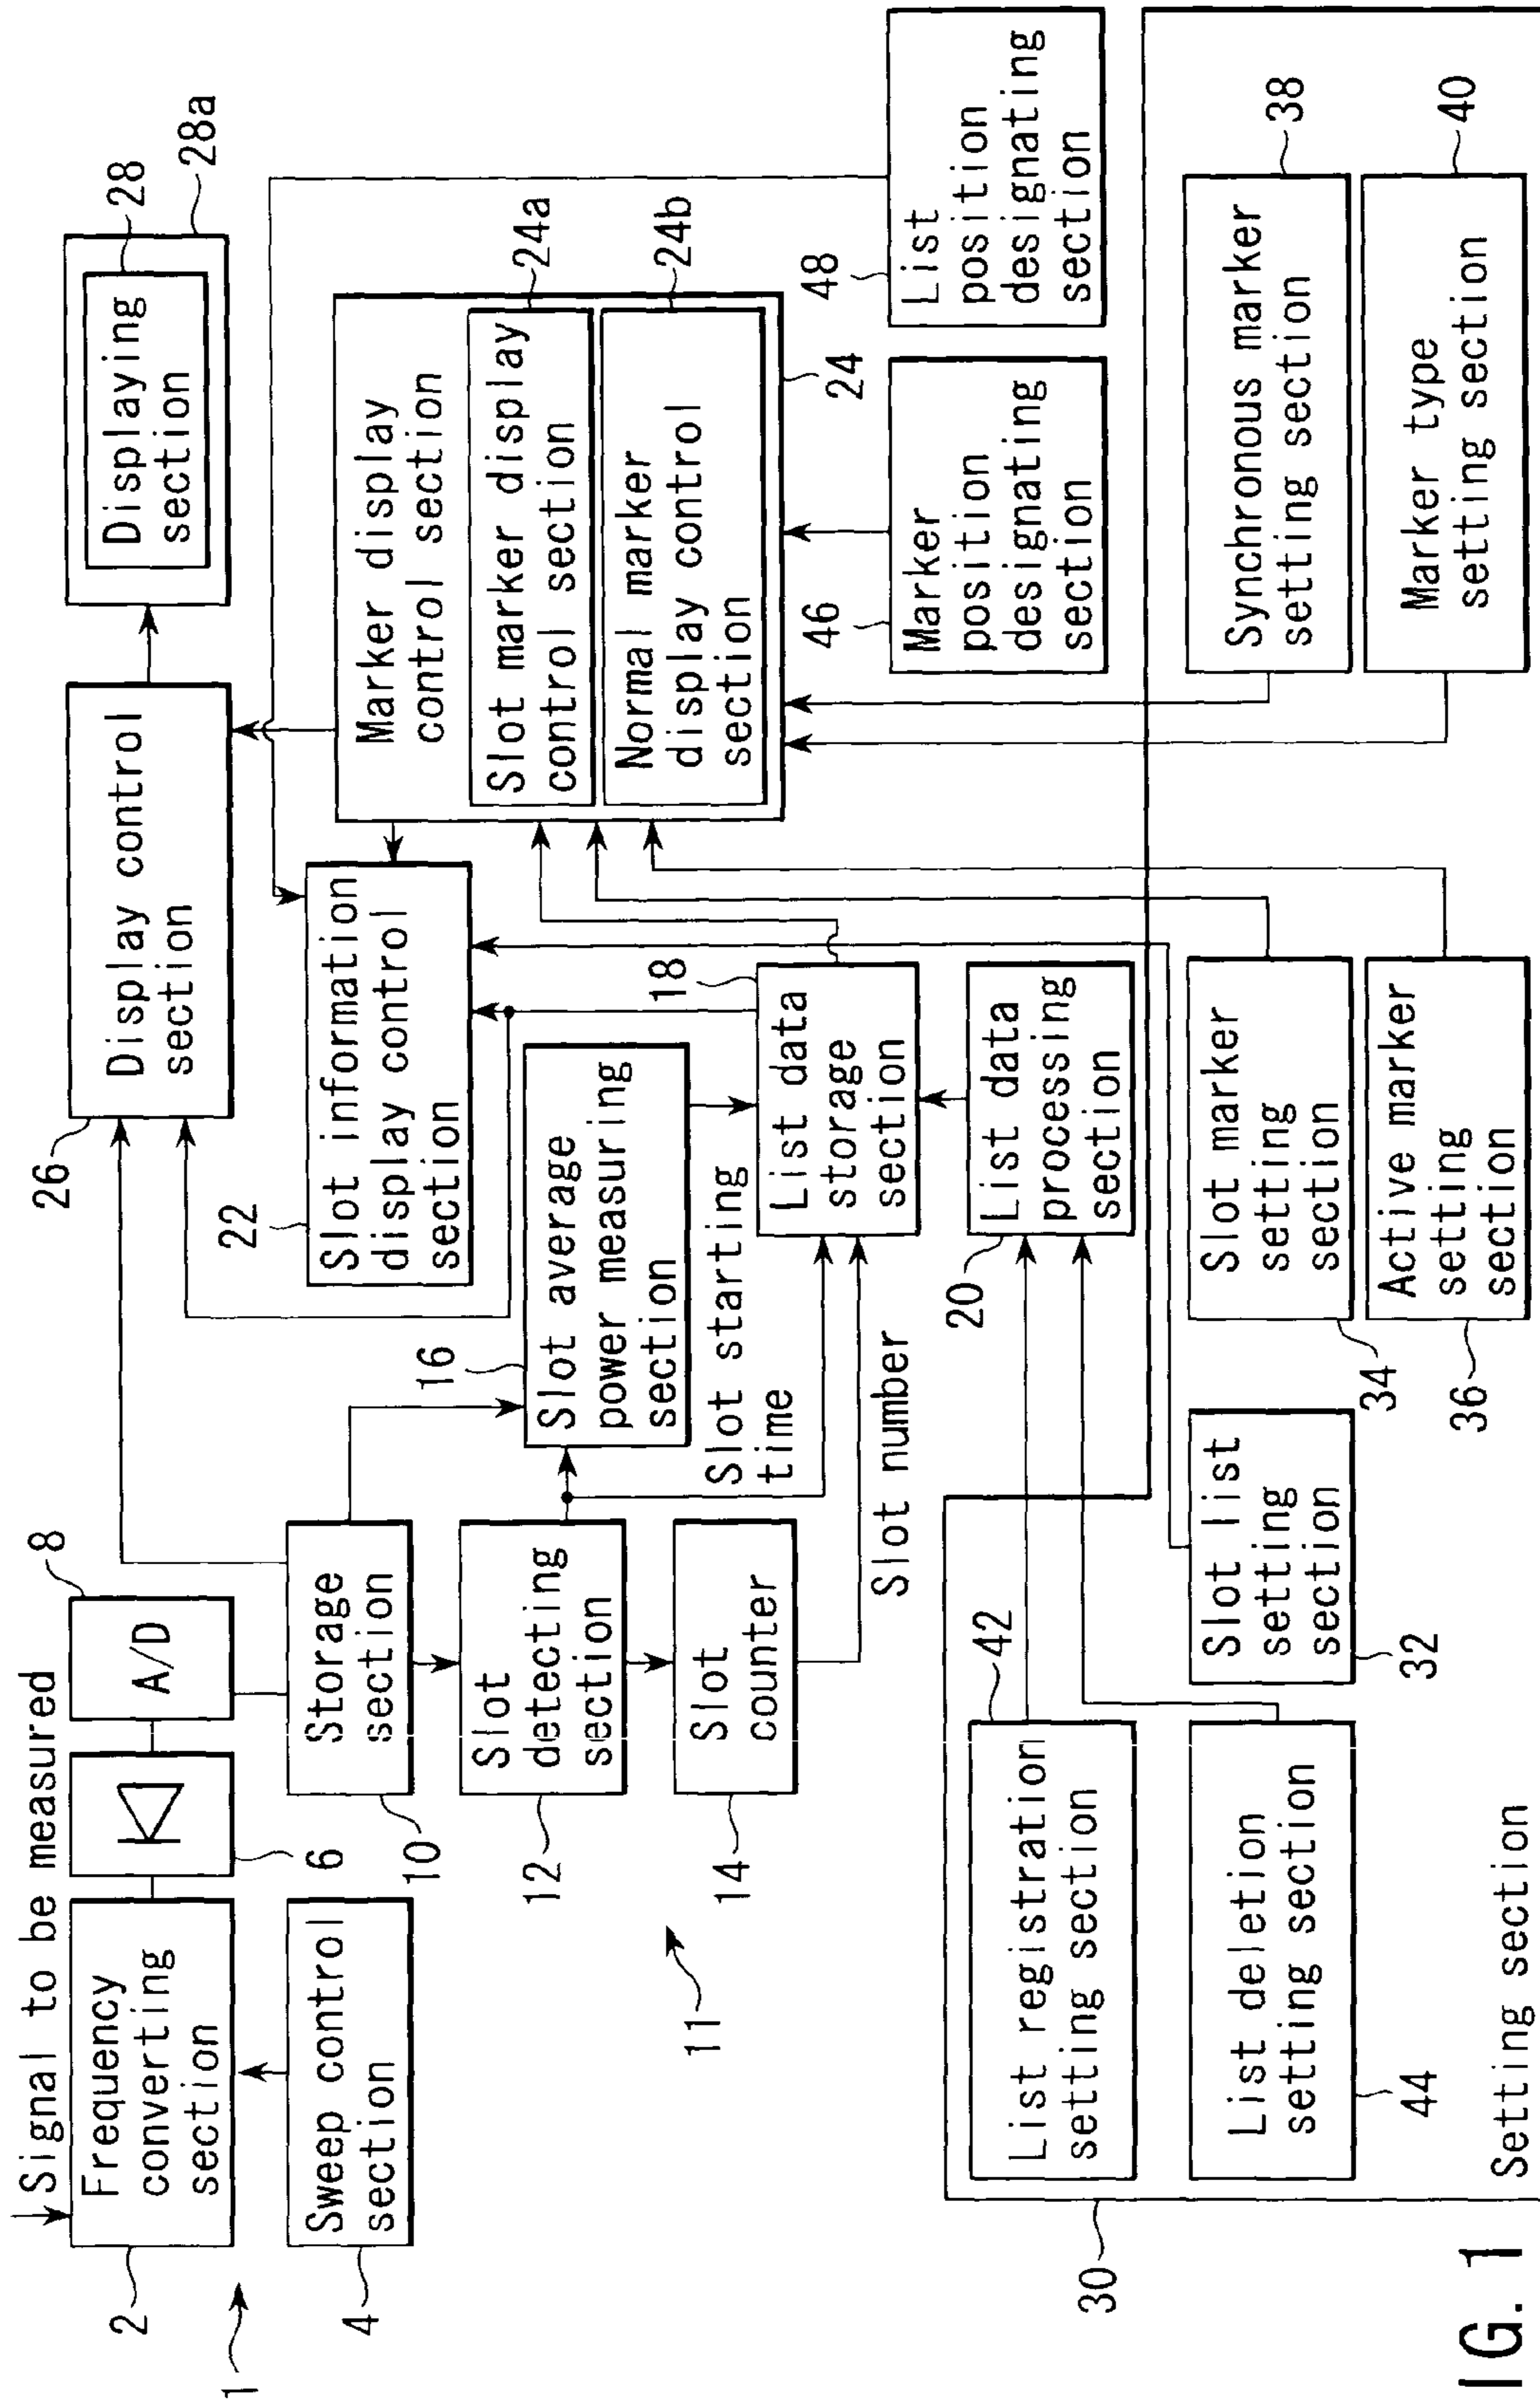 Signal to be measured
Frequency
converting
section
2
1
Sweep control
section
4
6
A/D
8
Storage
section
10
Slot
detecting
section
12
Slot
counter
14
11
Slot average
power measuring
section
16
Slot starting
time
Slot number
List data
storage
section
18
List data
processing
section
20
Slot information
display control
section
22
Display control
section
26
Displaying
section
28
28a
Marker display
control section
Slot marker display
control section
24a
Normal marker
display control
section
24b
24
Marker
position
designating
section
46
List
position
designating
section
48
List registration
setting section
42
List deletion
setting section
44
Slot list
setting
section
32
Slot marker
setting
section
34
Active marker
setting
section
36
Synchronous marker
setting section
38
Marker type
setting section
40
Setting section
30
IG. 1